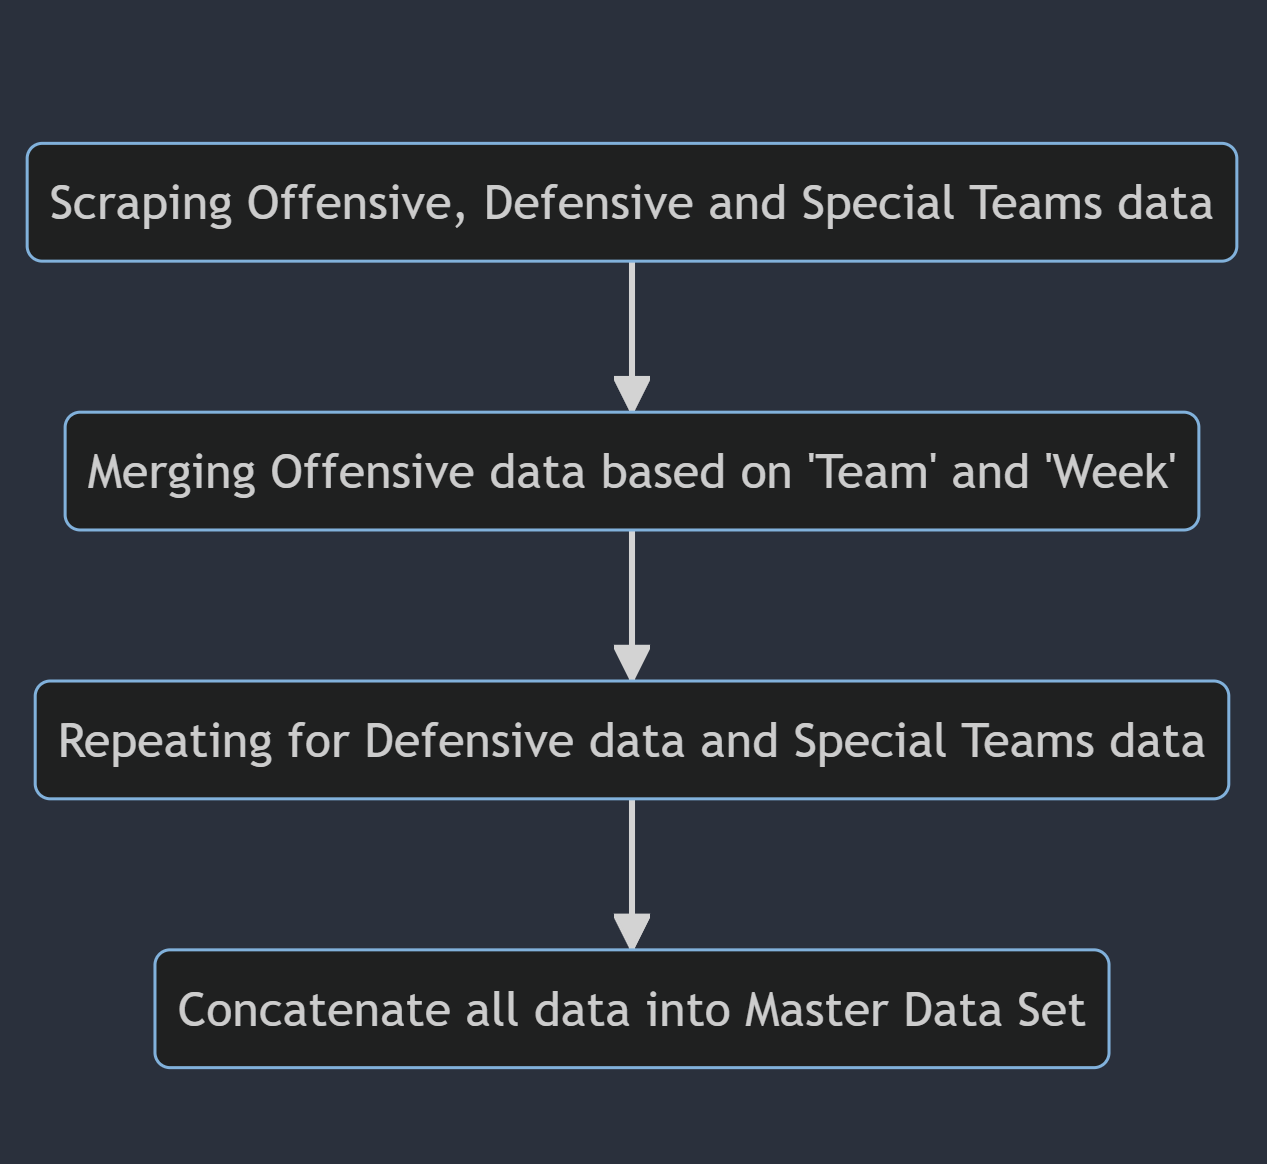 Scraping Offensive, Defensive and Special Teams data
Merging Offensive data based on 'Team' and 'Week'
Repeating for Defensive data and Special Teams data
Concatenate all data into Master Data Set